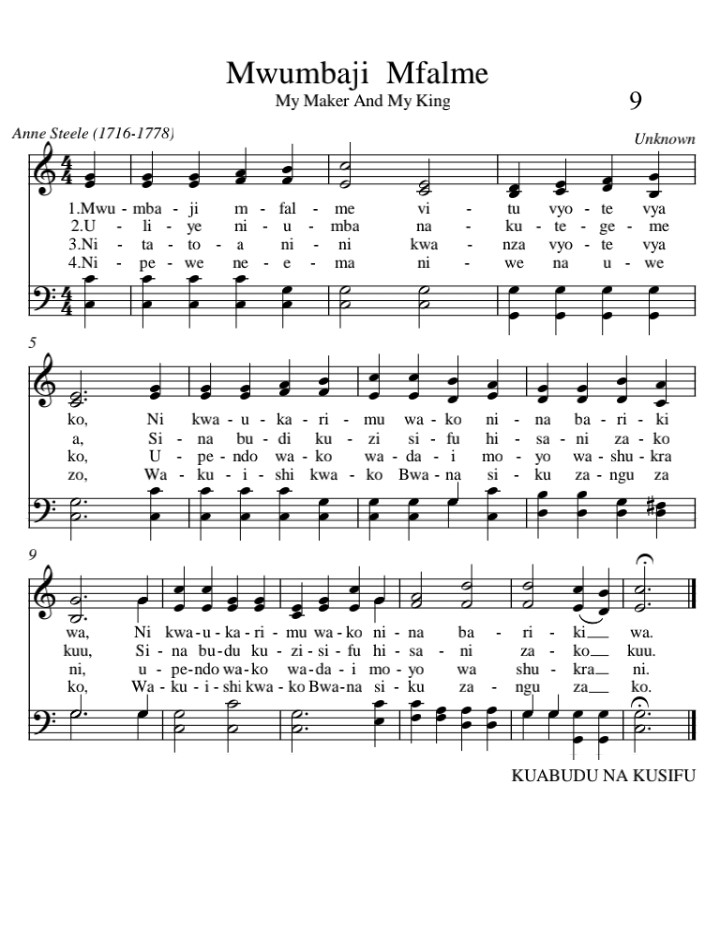 Mwumbaji Mfalme
My Maker And My King
9
Anne Steele (1716-1778)
Unknown
1.Mwu - mba - ji m - fal - me vi - tu vyo - te vya
2.U - li - ye ni - u - mba na - ku - te - ge - me
3.Ni - ta - to - a ni - ni kwa - nza vyo - te vya
4.Ni - pe - we ne - e - ma ni - we na u - we
5
ko, Ni kwa - u - ka - ri - mu wa - ko ni - na ba - ri - ki
a, Si - na bu - di ku - zi si - fu hi - sa - ni za - ko
ko, U - pe - ndo wa - ko wa - da - i mo - yo wa - shu - kra
zo, Wa - ku - i - shi kwa - ko Bwa - na si - ku za - ngu za
9
wa, Ni kwa - u - ka - ri - mu wa - ko ni - na ba - ri - ki wa.
kuu, Si - na bu - du ku - zi - si - fu hi - sa - ni za - ko kuu.
ni, u - pe - ndo wa - ko wa - da - i mo - yo wa shu - kra ni.
ko, Wa - ku - i - shi kwa - ko Bwa - na si - ku za - ngu za ko.
KUABUDU NA KUSIFU